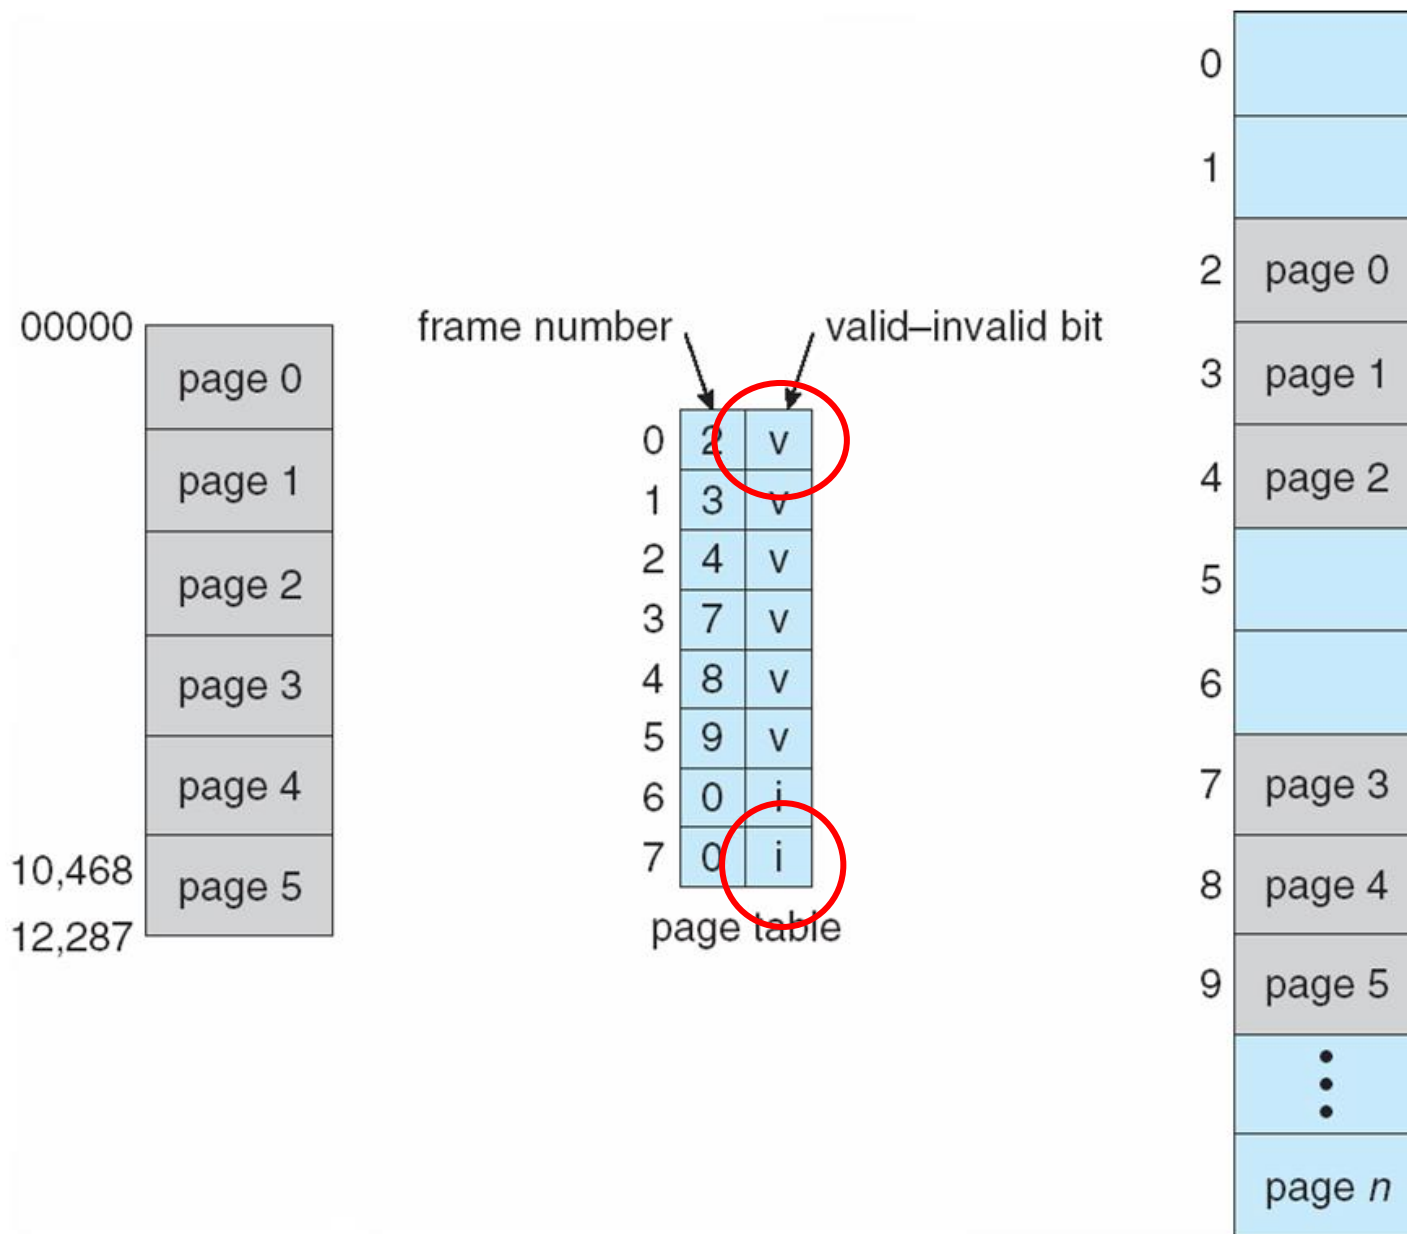 00000
page 0
page 1
page 2
page 3
page 4
page 5
10,468
12,287
frame number
valid–invalid bit
0 2 v
1 3 v
2 4 v
3 7 v
4 8 v
5 9 v
6 0 i
7 0 i
page table
0
1
2 page 0
3 page 1
4 page 2
5
6
7 page 3
8 page 4
9 page 5
page n